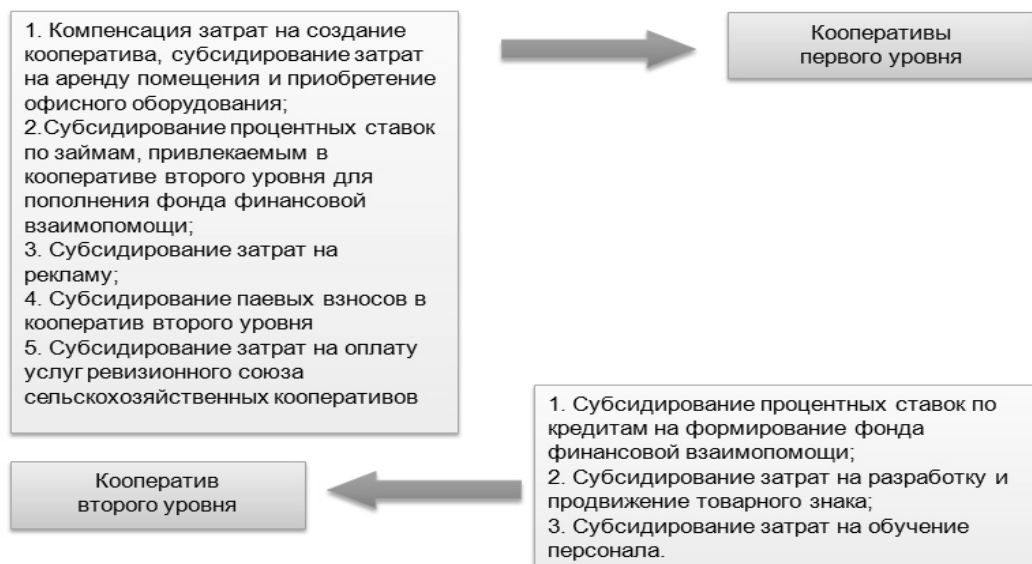 1. Компенсация затрат на создание
кооператива, субсидирование затрат
на аренду помещения и приобретение
офисного оборудования;
2.Субсидирование процентных ставок
по займам, привлекаемым в
кооперативе второго уровня для
пополнения фонда финансовой
взаимопомощи;
3. Субсидирование затрат на
рекламу;
4. Субсидирование паевых взносов в
кооператив второго уровня
5. Субсидирование затрат на оплату
услуг ревизионного союза
сельскохозяйственных кооперативов
Кооперативы
первого уровня
Кооператив
второго уровня
1. Субсидирование процентных ставок по
кредитам на формирование фонда
финансовой взаимопомощи;
2. Субсидирование затрат на разработку и
продвижение товарного знака;
3. Субсидирование затрат на обучение
персонала.